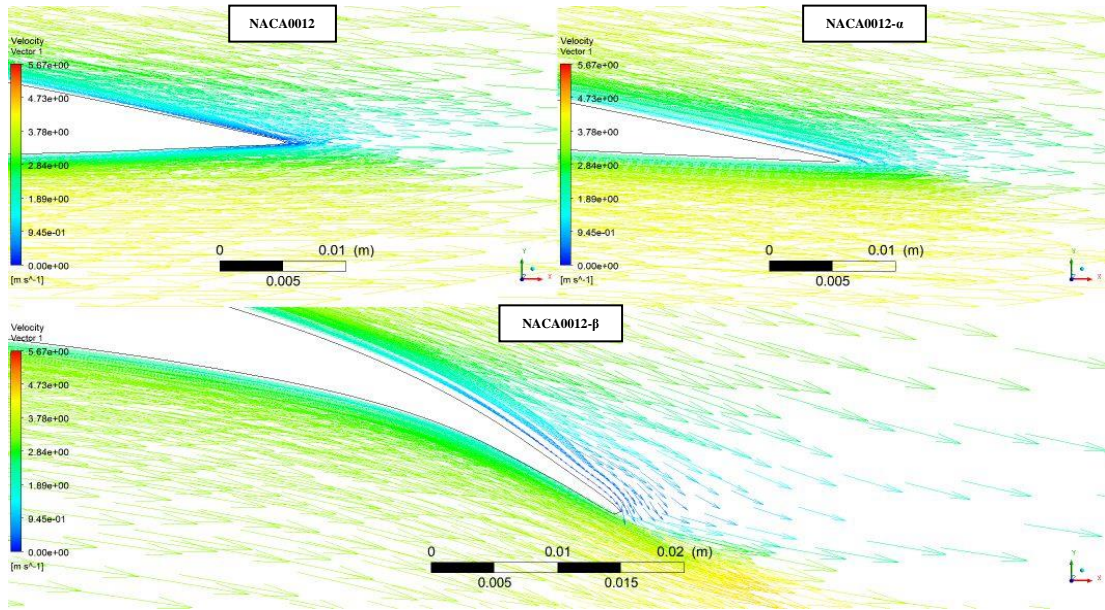 NACA0012
Velocity
Vector 1
5.67e+00
4.73e+00
3.78e+00
2.84e+00
1.89e+00
9.45e-01
0.00e+00
[m s^-1]
0 0.01 (m)
0.005
Y
X
Z
NACA0012-α
Velocity
Vector 1
5.67e+00
4.73e+00
3.78e+00
2.84e+00
1.89e+00
9.45e-01
0.00e+00
[m s^-1]
0 0.01 (m)
0.005
Y
X
Z
NACA0012-β
Velocity
Vector 1
5.67e+00
4.73e+00
3.78e+00
2.84e+00
1.89e+00
9.45e-01
0.00e+00
[m s^-1]
0 0.01 0.02 (m)
0.005 0.015
Y
X
Z